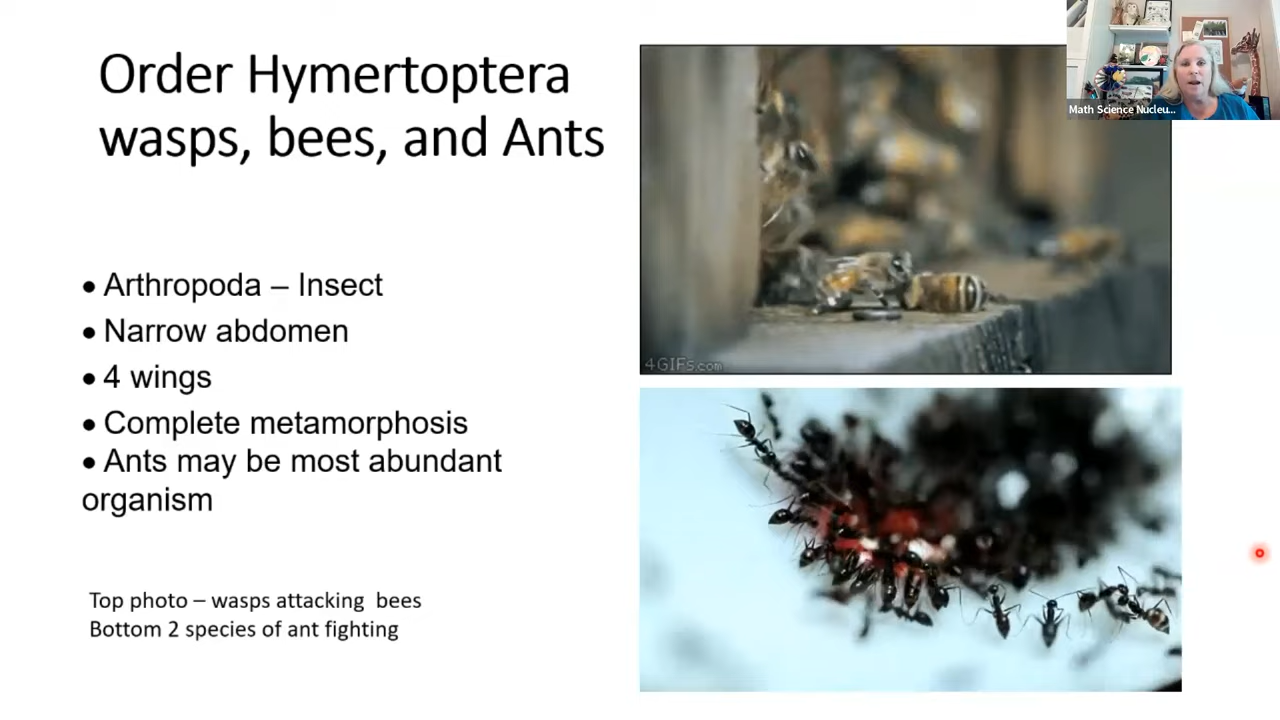 Order Hymertoptera
wasps, bees, and Ants
• Arthropoda – Insect
• Narrow abdomen
• 4 wings
• Complete metamorphosis
• Ants may be most abundant
organism
Top photo – wasps attacking bees
Bottom 2 species of ant fighting
4GIFs.com
Math Science Nucleu...